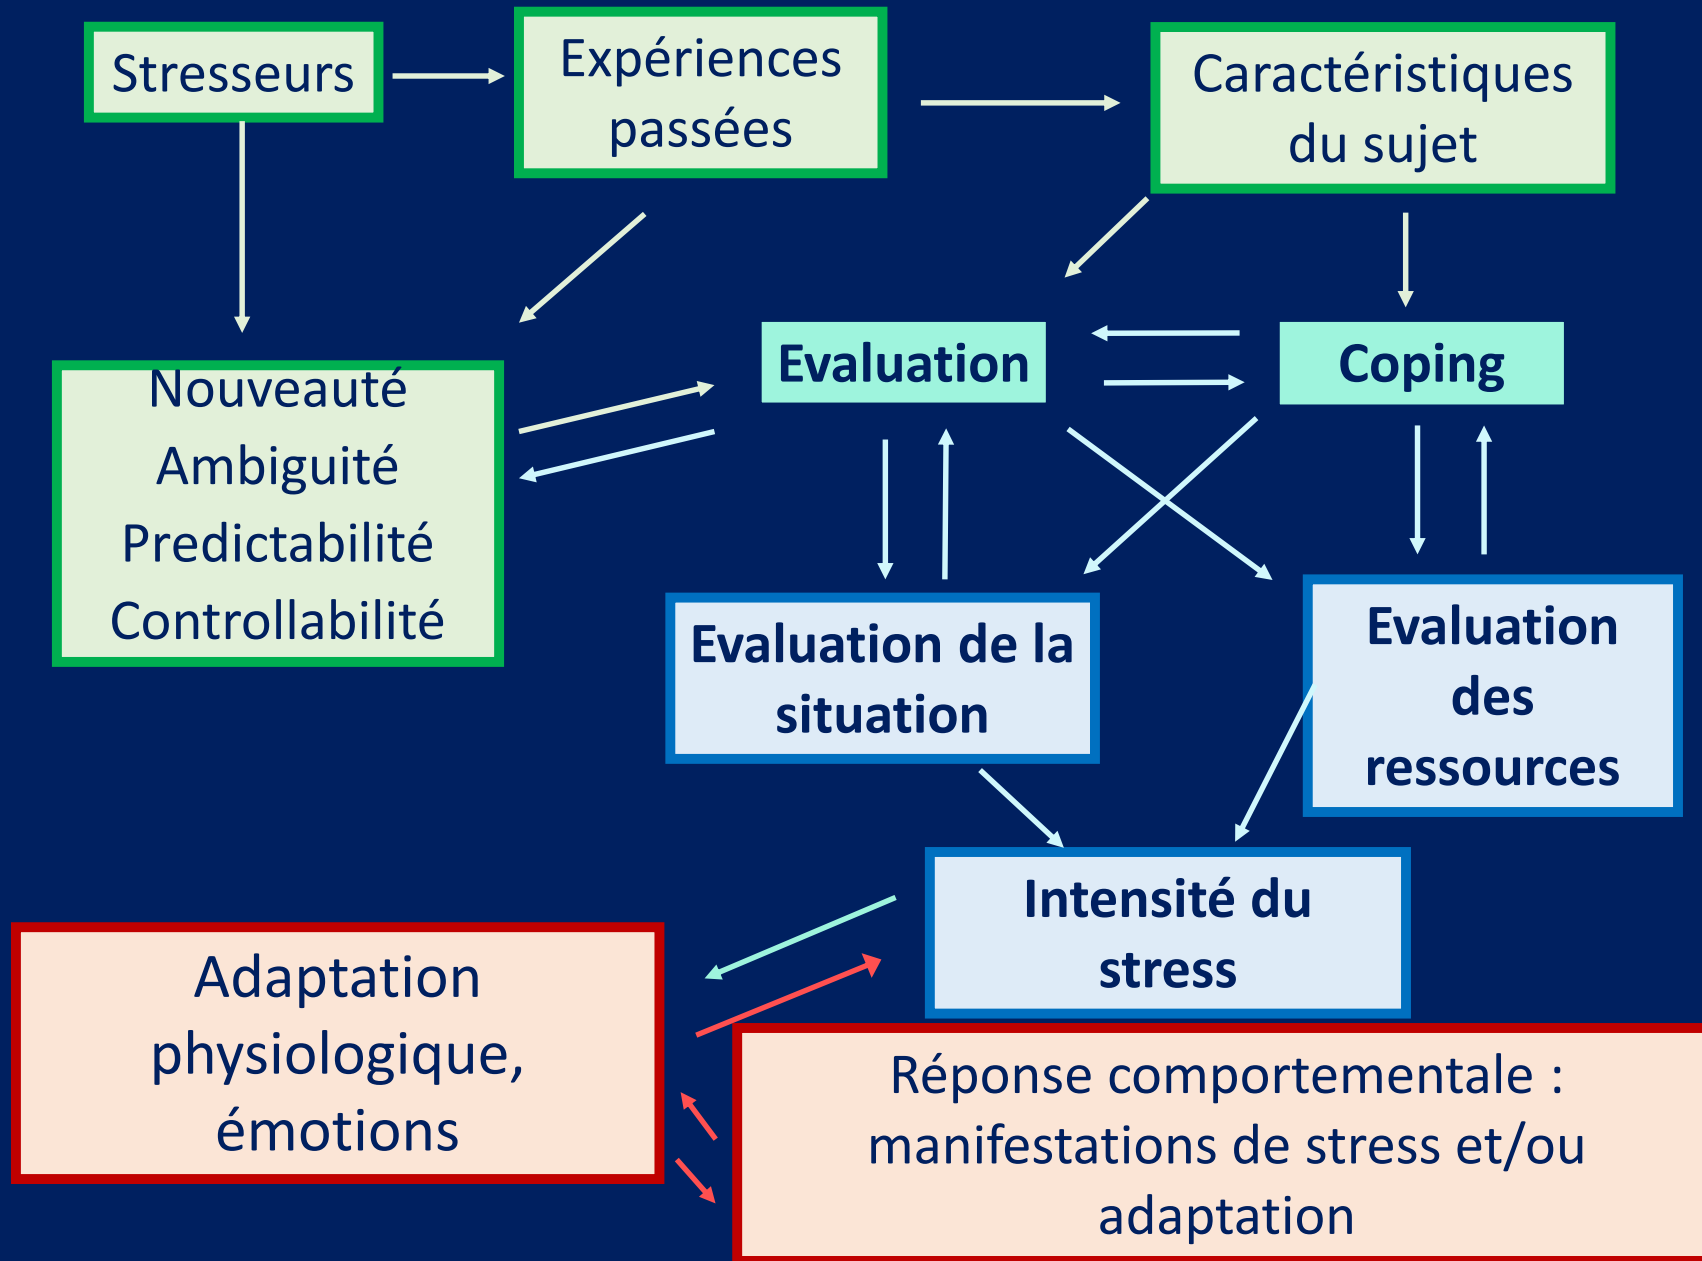 Stresseurs
Expériences
passées
Caractéristiques
du sujet
Nouveauté
Ambiguité
Predictabilité
Controllabilité
Evaluation
Coping
Evaluation de la
situation
Evaluation
des
ressources
Intensité du
stress
Adaptation
physiologique,
émotions
Réponse comportementale :
manifestations de stress et/ou
adaptation